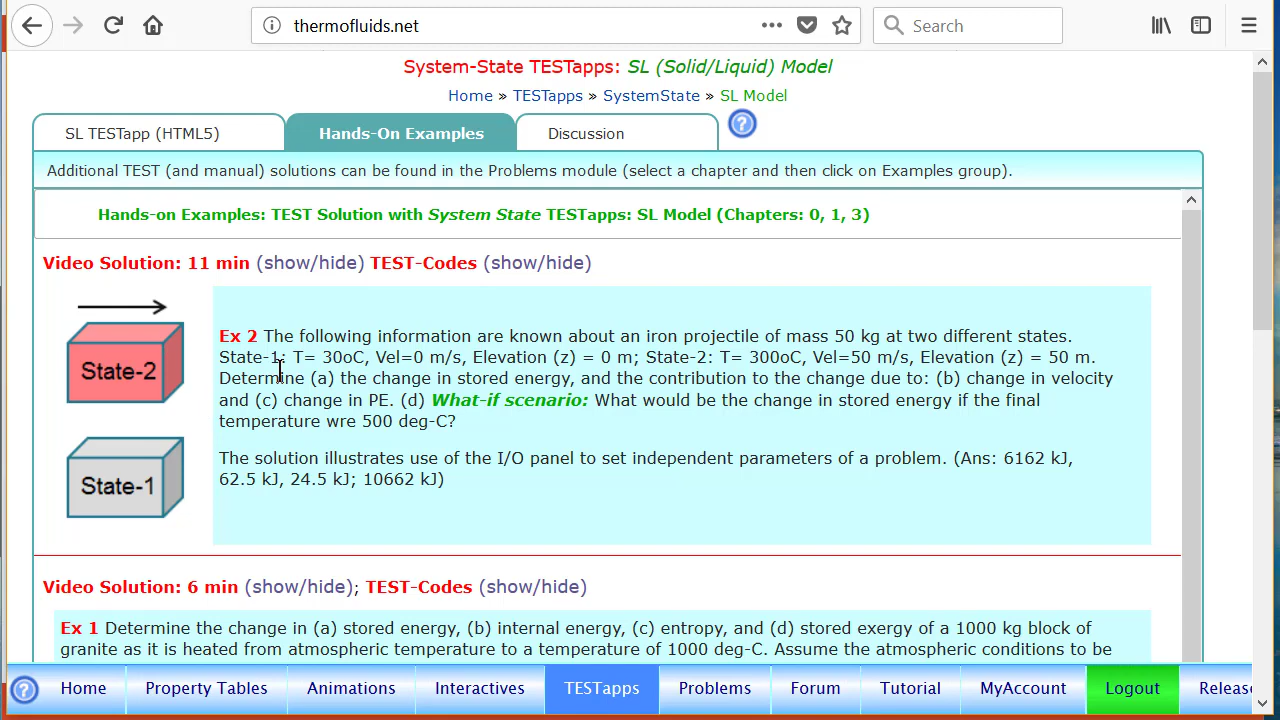 thermofluids.net
Search
System-State TESTapps: SL (Solid/Liquid) Model
Home » TESTapps » SystemState » SL Model
SL TESTapp (HTML5)
Hands-On Examples
Discussion
?
Additional TEST (and manual) solutions can be found in the Problems module (select a chapter and then click on Examples group).
Hands-on Examples: TEST Solution with System State TESTapps: SL Model (Chapters: 0, 1, 3)
Video Solution: 11 min (show/hide) TEST-Codes (show/hide)
State-2
State-1
Ex 2 The following information are known about an iron projectile of mass 50 kg at two different states.
State-1: T= 30oC, Vel=0 m/s, Elevation (z) = 0 m; State-2: T= 300oC, Vel=50 m/s, Elevation (z) = 50 m.
Determine (a) the change in stored energy, and the contribution to the change due to: (b) change in velocity
and (c) change in PE. (d) What-if scenario: What would be the change in stored energy if the final
temperature wre 500 deg-C?
The solution illustrates use of the I/O panel to set independent parameters of a problem. (Ans: 6162 kJ,
62.5 kJ, 24.5 kJ; 10662 kJ)
Video Solution: 6 min (show/hide); TEST-Codes (show/hide)
Ex 1 Determine the change in (a) stored energy, (b) internal energy, (c) entropy, and (d) stored exergy of a 1000 kg block of
granite as it is heated from atmospheric temperature to a temperature of 1000 deg-C. Assume the atmospheric conditions to be
?
Home
Property Tables
Animations
Interactives
TESTapps
Problems
Forum
Tutorial
MyAccount
Logout
Releas